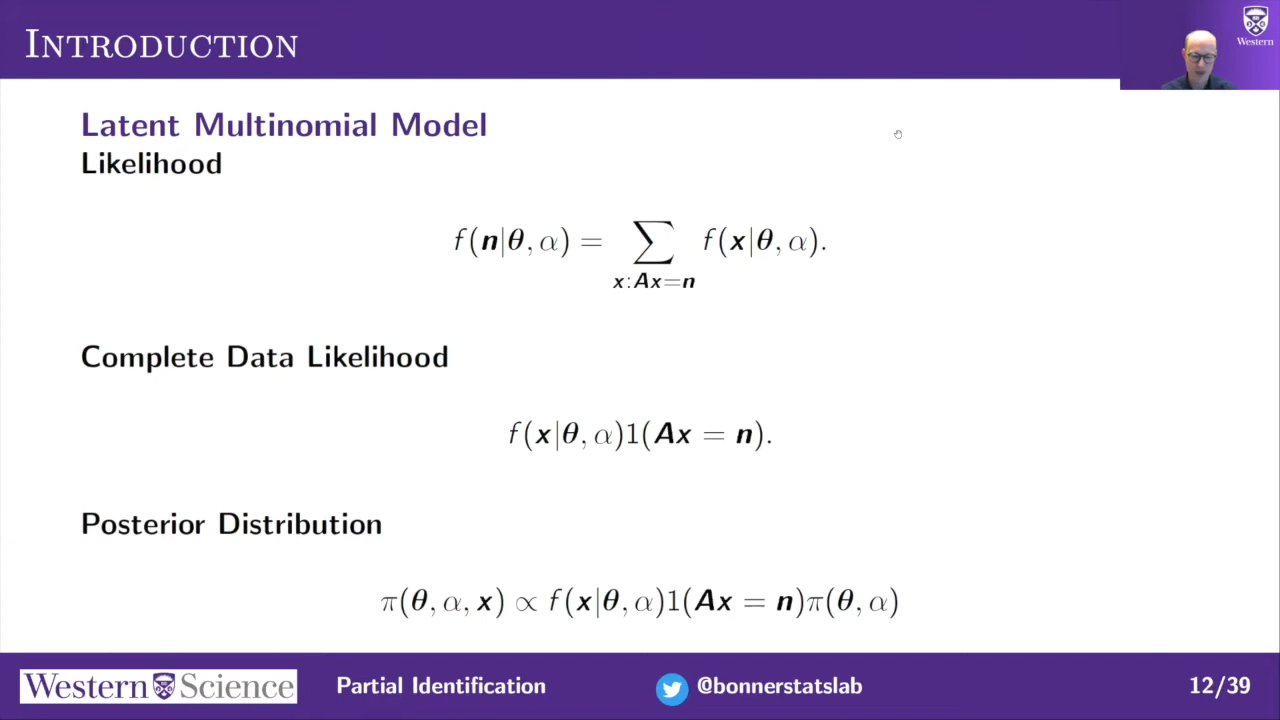 INTRODUCTION
Western
Latent Multinomial Model
Likelihood
f(n|θ, α) = ∑ f(x|θ, α).
x:Ax=n
Complete Data Likelihood
f(x|θ, α)1(Ax = n).
Posterior Distribution
π(θ, α, x) ∝ f(x|θ, α)1(Ax = n)π(θ, α)
Western Science
Partial Identification
@bonnerstatslab
12/39